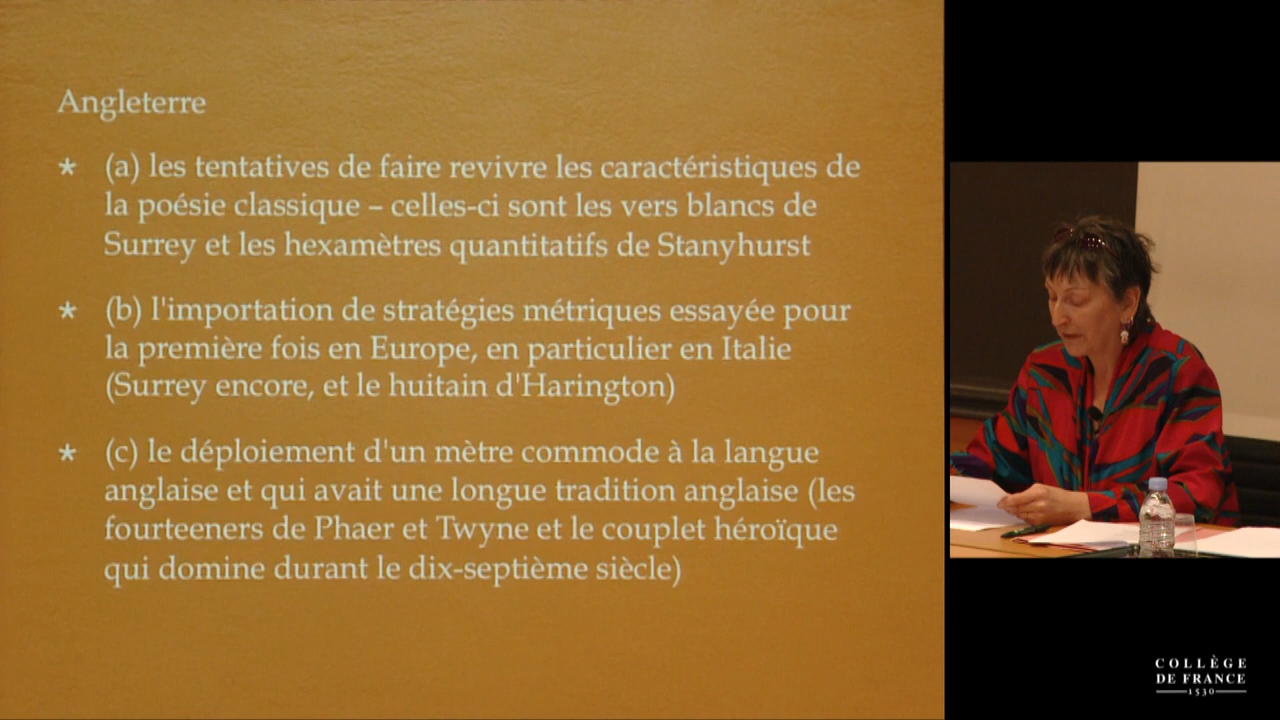 Angleterre
* (a) les tentatives de faire revivre les caractéristiques de
la poésie classique – celles-ci sont les vers blancs de
Surrey et les hexamètres quantitatifs de Stanyhurst
* (b) l'importation de stratégies métriques essayée pour
la première fois en Europe, en particulier en Italie
(Surrey encore, et le huitain d'Harington)
* (c) le déploiement d'un mètre commode à la langue
anglaise et qui avait une longue tradition anglaise (les
fourteeners de Phaer et Twyne et le couplet héroïque
qui domine durant le dix-septième siècle)
COLLÈGE
DE FRANCE
1530